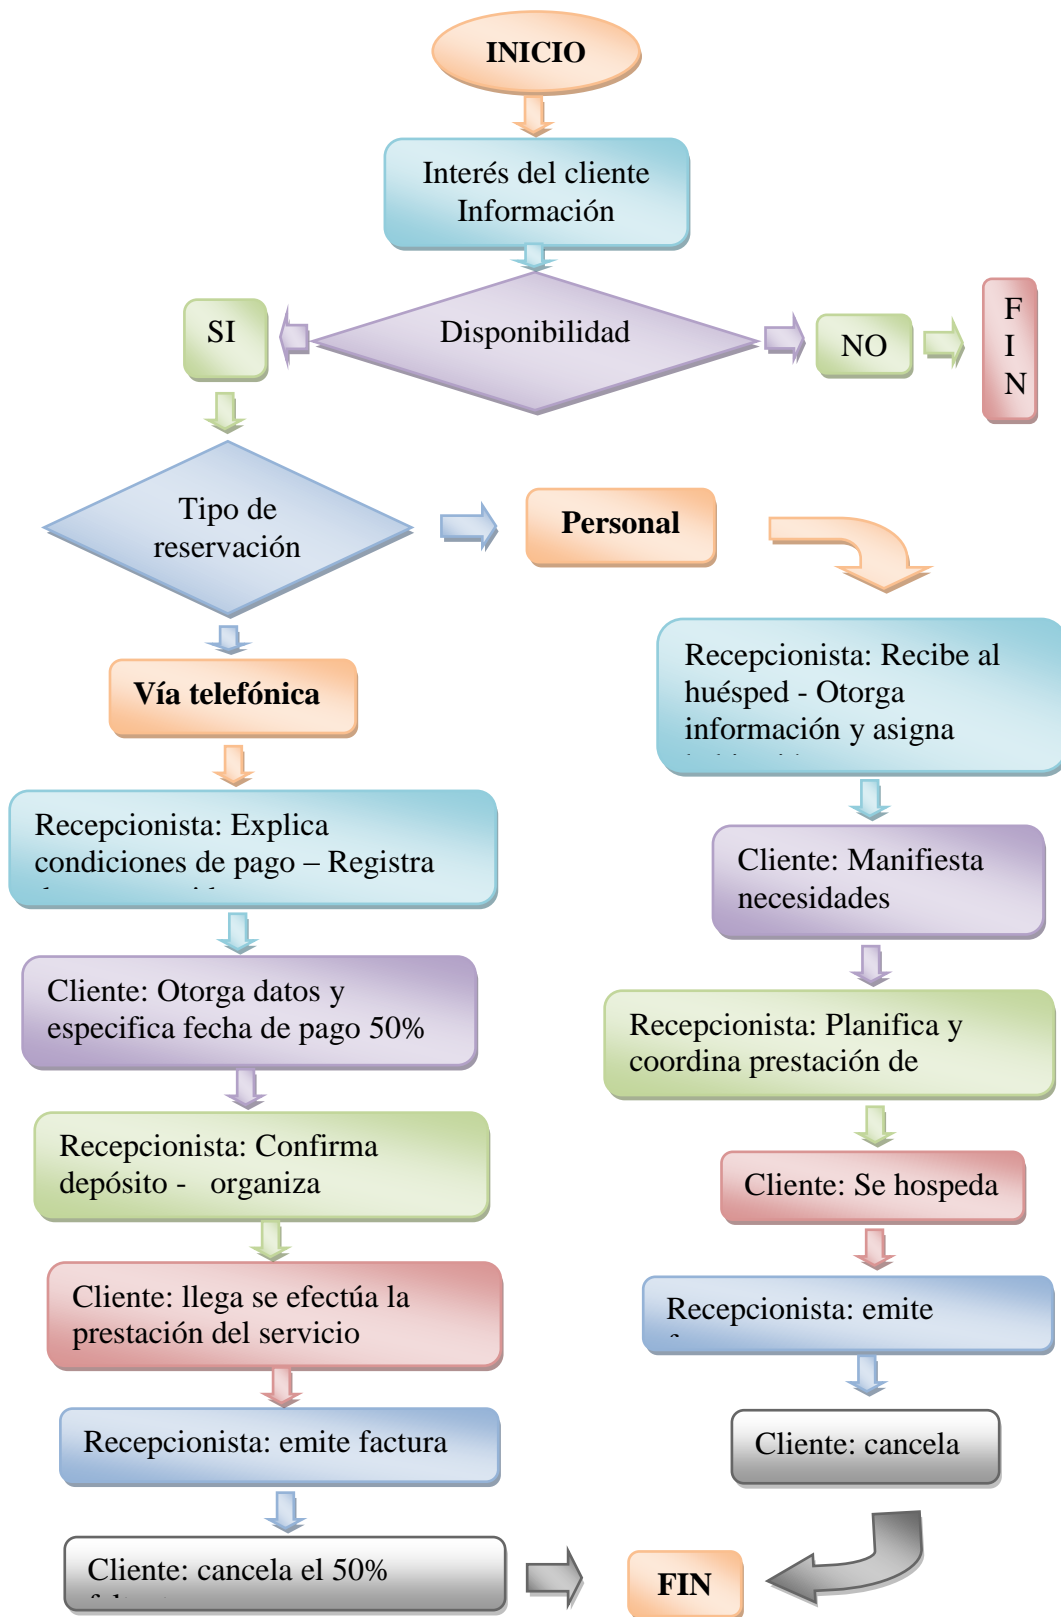 INICIO
Interés del cliente
Información
Disponibilidad
SI
NO
F
I
N
Tipo de
reservación
Personal
Vía telefónica
Recepcionista: Explica
condiciones de pago – Registra
Cliente: Otorga datos y
especifica fecha de pago 50%
Recepcionista: Confirma
depósito - organiza
Cliente: llega se efectúa la
prestación del servicio
Recepcionista: emite factura
Cliente: cancela el 50%
Recepcionista: Recibe al
huésped - Otorga
información y asigna
Cliente: Manifiesta
necesidades
Recepcionista: Planifica y
coordina prestación de
Cliente: Se hospeda
Recepcionista: emite
Cliente: cancela
FIN